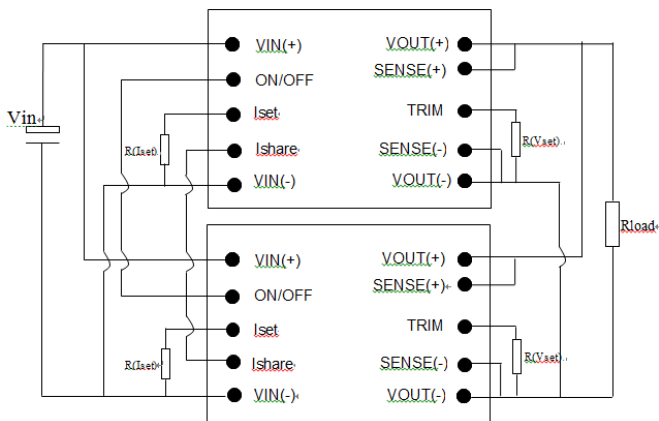 VIN(+)
VOUT(+)
SENSE(+)
ON/OFF
Vin
Iset
TRIM
R(Iset)
Ishare
SENSE(-)
R(Vset)
VIN(-)
VOUT(-)
Rload
VIN(+)
VOUT(+)
SENSE(+)
ON/OFF
Iset
TRIM
R(Iset)
Ishare
SENSE(-)
R(Vset)
VIN(-)
VOUT(-)